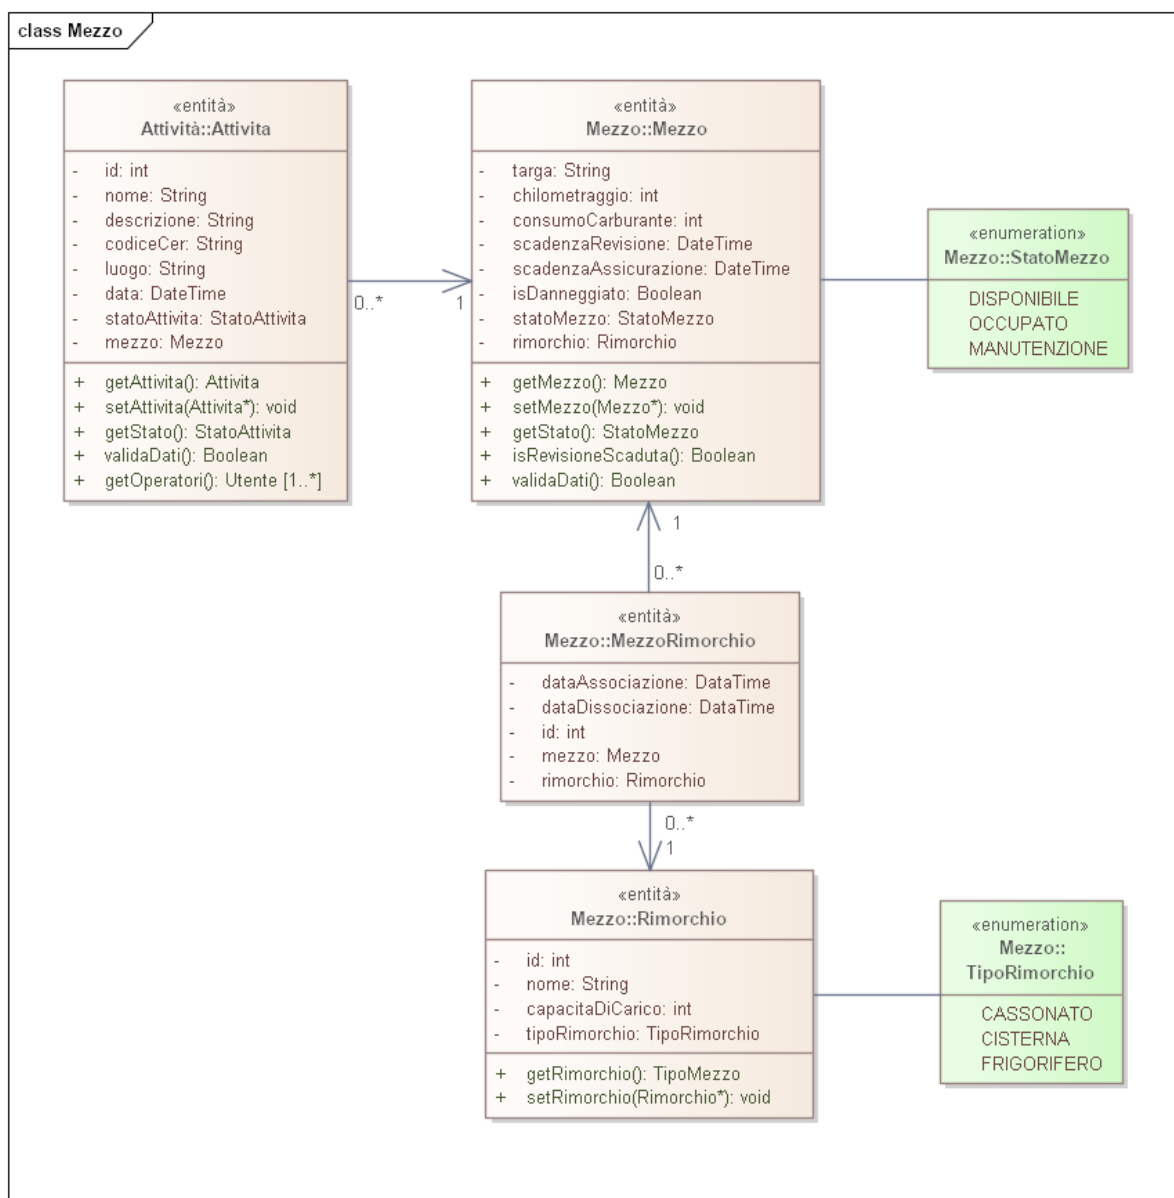 class Mezzo
«entità»
Attività::Attivita
- id: int
- nome: String
- descrizione: String
- codiceCer: String
- luogo: String
- data: DateTime
- statoAttivita: StatoAttivita
- mezzo: Mezzo
+ getAttivita(): Attivita
+ setAttivita(Attivita*): void
+ getStato(): StatoAttivita
+ validaDati(): Boolean
+ getOperatori(): Utente [1..*]
0..*
1
«entità»
Mezzo::Mezzo
- targa: String
- chilometraggio: int
- consumoCarburante: int
- scadenzaRevisione: DateTime
- scadenzaAssicurazione: DateTime
- isDanneggiato: Boolean
- statoMezzo: StatoMezzo
- rimorchio: Rimorchio
+ getMezzo(): Mezzo
+ setMezzo(Mezzo*): void
+ getStato(): StatoMezzo
+ isRevisioneScaduta(): Boolean
+ validaDati(): Boolean
«enumeration»
Mezzo::StatoMezzo
DISPONIBILE
OCCUPATO
MANUTENZIONE
1
0..*
«entità»
Mezzo::MezzoRimorchio
- dataAssociazione: DataTime
- dataDissociazione: DataTime
- id: int
- mezzo: Mezzo
- rimorchio: Rimorchio
0..*
1
«entità»
Mezzo::Rimorchio
- id: int
- nome: String
- capacitaDiCarico: int
- tipoRimorchio: TipoRimorchio
+ getRimorchio(): TipoMezzo
+ setRimorchio(Rimorchio*): void
«enumeration»
Mezzo::
TipoRimorchio
CASSONATO
CISTERNA
FRIGORIFERO